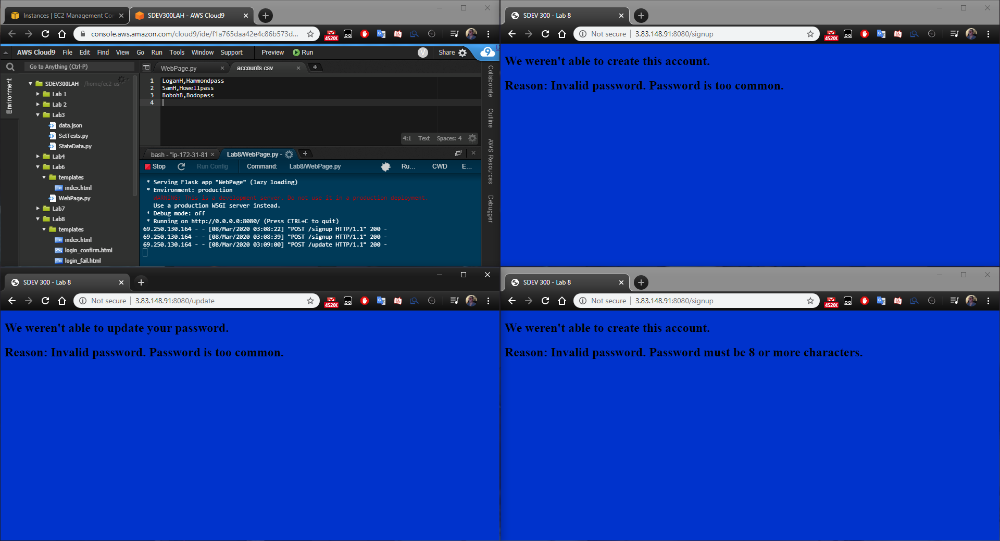 Instances | EC2 Management Con
SDEV300LAH - AWS Cloud9
console.aws.amazon.com/cloud9/ide/f1a765daa42e4c86b573d...
4520(
AWS Cloud9 File Edit Find View Go Run Tools Window Support Preview Run V Share 9
Go to Anything (Ctrl-P)
WebPage.py
accounts.csv
Environment
SDEV300LAH - /home/ec2-us
Lab 1
Lab 2
Lab3
data.json
SetTests.py
StateData.py
Lab4
Lab6
templates
index.html
WebPage.py
Lab7
Lab8
templates
index.html
login_confirm.html
login_fail.html
1 LoganH,Hammondpass
2 SamH,Howellpass
3 BobohB,Bodopass
4
4:1 Text Spaces: 4
Collaborate
Outline
AWS Resources
Debugger
bash - "ip-172-31-81
Lab8/WebPage.py -
Stop Run Config Command: Lab8/WebPage.py Ru... CWD E...
* Serving Flask app "WebPage" (lazy loading)
* Environment: production
WARNING: This is a development server. Do not use it in a production deployment.
Use a production WSGI server instead.
* Debug mode: off
* Running on http://0.0.0.0:8080/ (Press CTRL+C to quit)
69.250.130.164 - - [08/Mar/2020 03:08:22] "POST /signup HTTP/1.1" 200 -
69.250.130.164 - - [08/Mar/2020 03:08:39] "POST /signup HTTP/1.1" 200 -
69.250.130.164 - - [08/Mar/2020 03:09:00] "POST /update HTTP/1.1" 200 -
SDEV 300 - Lab 8
Not secure | 3.83.148.91:8080/signup
4520(
We weren't able to create this account.
Reason: Invalid password. Password is too common.
SDEV 300 - Lab 8
Not secure | 3.83.148.91:8080/update
4520(
We weren't able to update your password.
Reason: Invalid password. Password is too common.
SDEV 300 - Lab 8
Not secure | 3.83.148.91:8080/signup
4520(
We weren't able to create this account.
Reason: Invalid password. Password must be 8 or more characters.